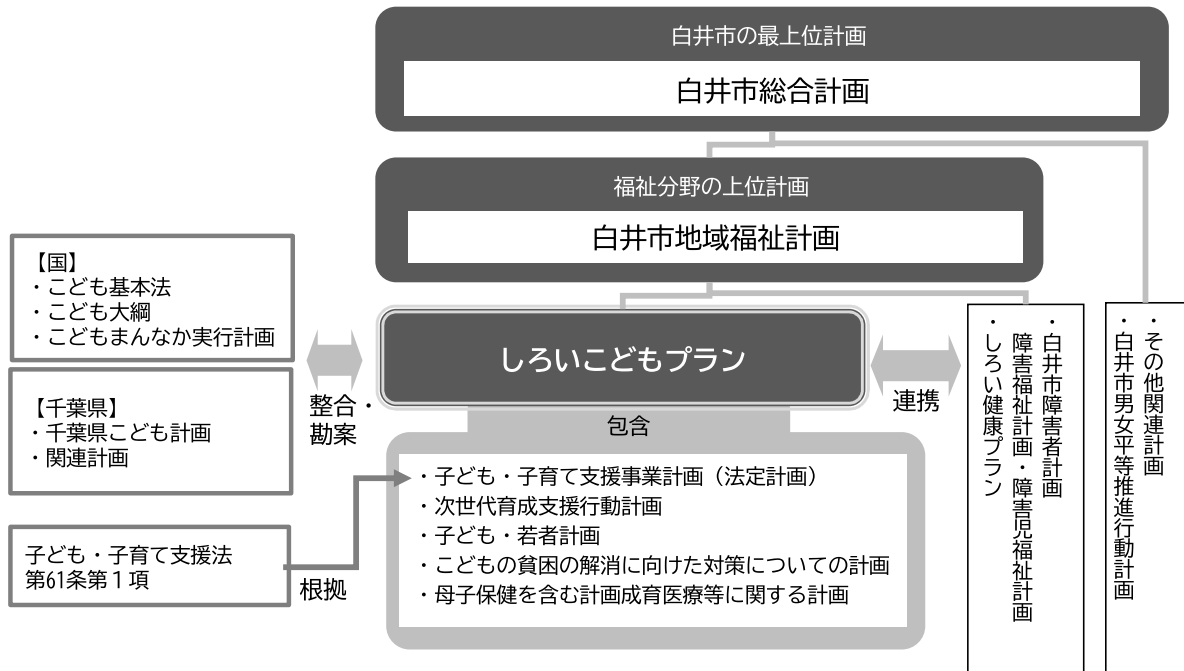 白井市の最上位計画
白井市総合計画
福祉分野の上位計画
白井市地域福祉計画
【国】
・こども基本法
・こども大綱
・こどもまんなか実行計画
【千葉県】
・千葉県こども計画
・関連計画
子ども・子育て支援法
第61条第１項
整合・
勘案
根拠
しろいこどもプラン
包含
・子ども・子育て支援事業計画（法定計画）
・次世代育成支援行動計画
・子ども・若者計画
・こどもの貧困の解消に向けた対策についての計画
・母子保健を含む計画成育医療等に関する計画
連携
・白井市障害者計画
障害福祉計画・障害児福祉計画
・しろい健康プラン
・その他関連計画
・白井市男女平等推進行動計画